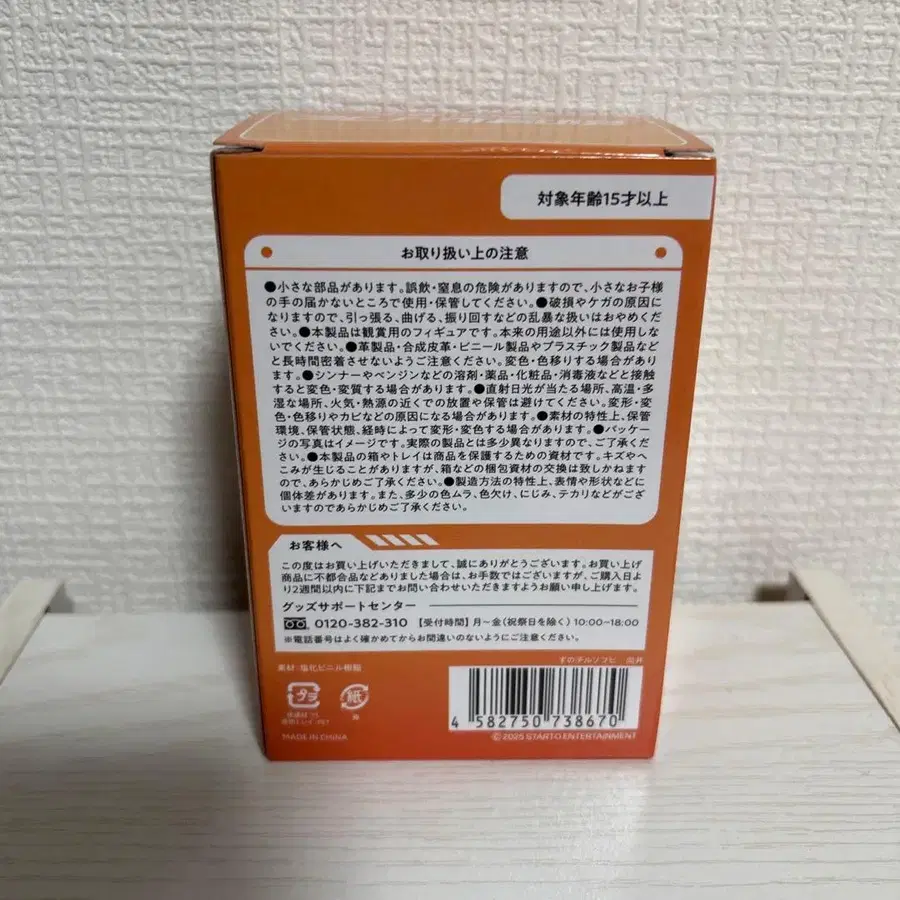 対象年齢15才以上
お取り扱い上の注意
●小さな部品があります。誤飲・窒息の危険がありますので、小さなお子様
の手の届かないところで使用・保管してください。●破損やケガの原因に
なりますので、引っ張る、曲げる、振り回すなどの乱暴な扱いはおやめくだ
さい。●本製品は観賞用のフィギュアです。本来の用途以外には使用しな
いでください。●革製品・合成皮革・ビニール製品やプラスチック製品など
と長時間密着させないようご注意ください。変色・色移りする場合があり
ます。●シンナーやベンジンなどの溶剤・薬品・化粧品・消毒液などと接触
すると変色・変質する場合があります。●直射日光が当たる場所、高温・多
湿な場所、火気・熱源の近くでの放置や保管は避けてください。変形・変
色・色移りやカビなどの原因になる場合があります。●素材の特性上、保管
環境、保管状態、経時によって変形・変色する場合があります。●パッケー
ジの写真はイメージです。実際の製品とは多少異なりますので、ご了承くだ
さい。●本製品の箱やトレイは商品を保護するための資材です。キズやへ
こみが生じることがありますが、箱などの梱包資材の交換は致しかねます
ので、あらかじめご了承ください。●製造方法の特性上、表情や形状などに
個体差があります。また、多少の色ムラ、色欠け、にじみ、テカリなどがござ
いますのであらかじめご了承ください。
お客様へ
この度はお買い上げいただきまして、誠にありがとうございます。お買い上げ
商品に不都合品などありました場合は、お手数ではございますが、ご購入日よ
り2週間以内に下記までお問い合わせいただきますようお願い申し上げます。
グッズサポートセンター
0120-382-310 【受付時間】月~金(祝祭日を除く)10:00~18:00
※電話番号はよく確かめてからお間違いのないようにご注意ください。
素材:塩化ビニル樹脂
すのチルソフビ 向井
プラ
紙
箱
4 582750 738670
MADE IN CHINA
©2025 STARTO ENTERTAINMENT